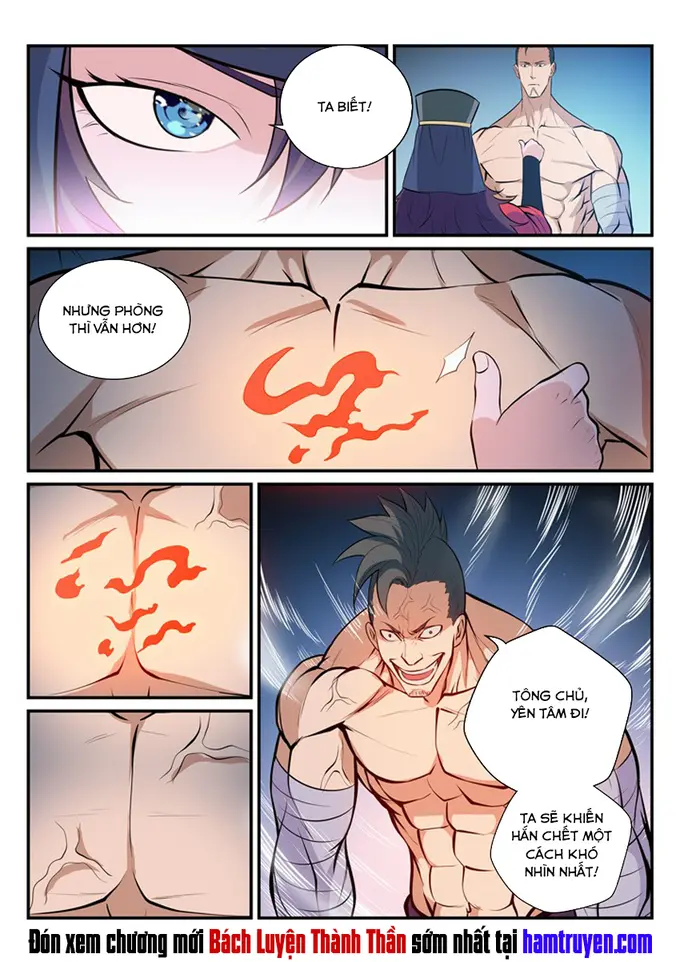 TA BIẾT!
NHƯNG PHÒNG
THÌ VẪN HƠN!
TÔNG CHỦ,
YÊN TÂM ĐI!
TA SẼ KHIẾN
HẮN CHẾT MỘT
CÁCH KHÓ
NHÌN NHẤT!
Đón xem chương mới Bách Luyện Thành Thần sớm nhất tại hamtruyen.com